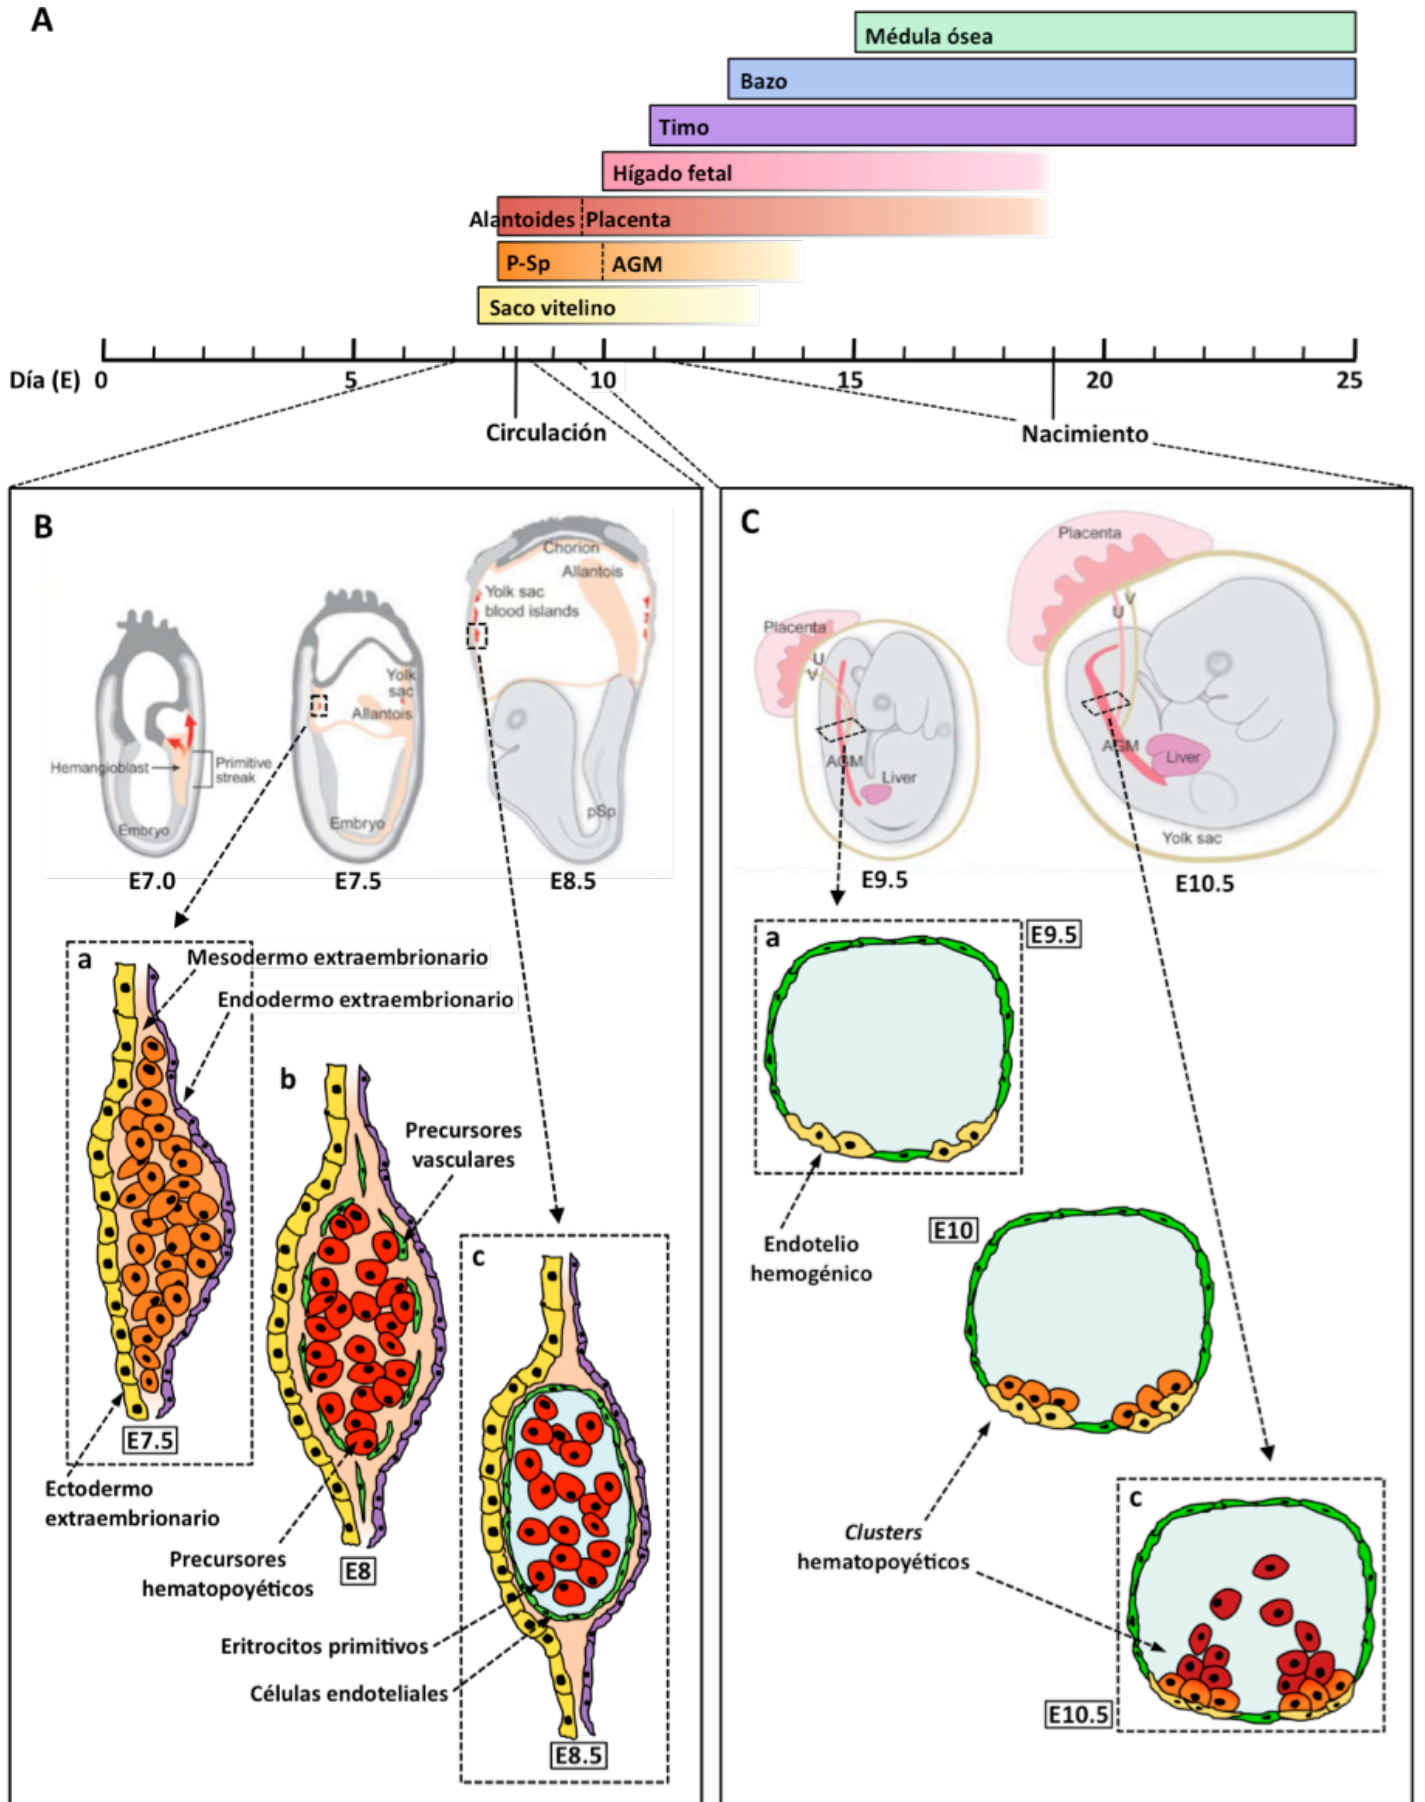 A
Médula ósea
Bazo
Timo
Hígado fetal
Alantoides Placenta
P-Sp AGM
Saco vitelino
Día (E) 0 5 10 15 20 25
Circulación
Nacimiento
B
Chorion
Allantois
Yolk sac
blood islands
Yolk
sac
Allantois
Hemangioblast
Primitive
streak
Embryo
Embryo
pSp
E7.0
E7.5
E8.5
a
Mesodermo extraembrionario
Endodermo extraembrionario
b
Precursores
vasculares
c
E7.5
Ectodermo
extraembrionario
Precursores
hematopoyéticos
E8
Eritrocitos primitivos
Células endoteliales
E8.5
C
Placenta
U
V
AGM
Liver
Placenta
V
U
AGM
Liver
Yolk sac
E9.5
E10.5
a
E9.5
Endotelio
hemogénico
E10
Clusters
hematopoyéticos
c
E10.5